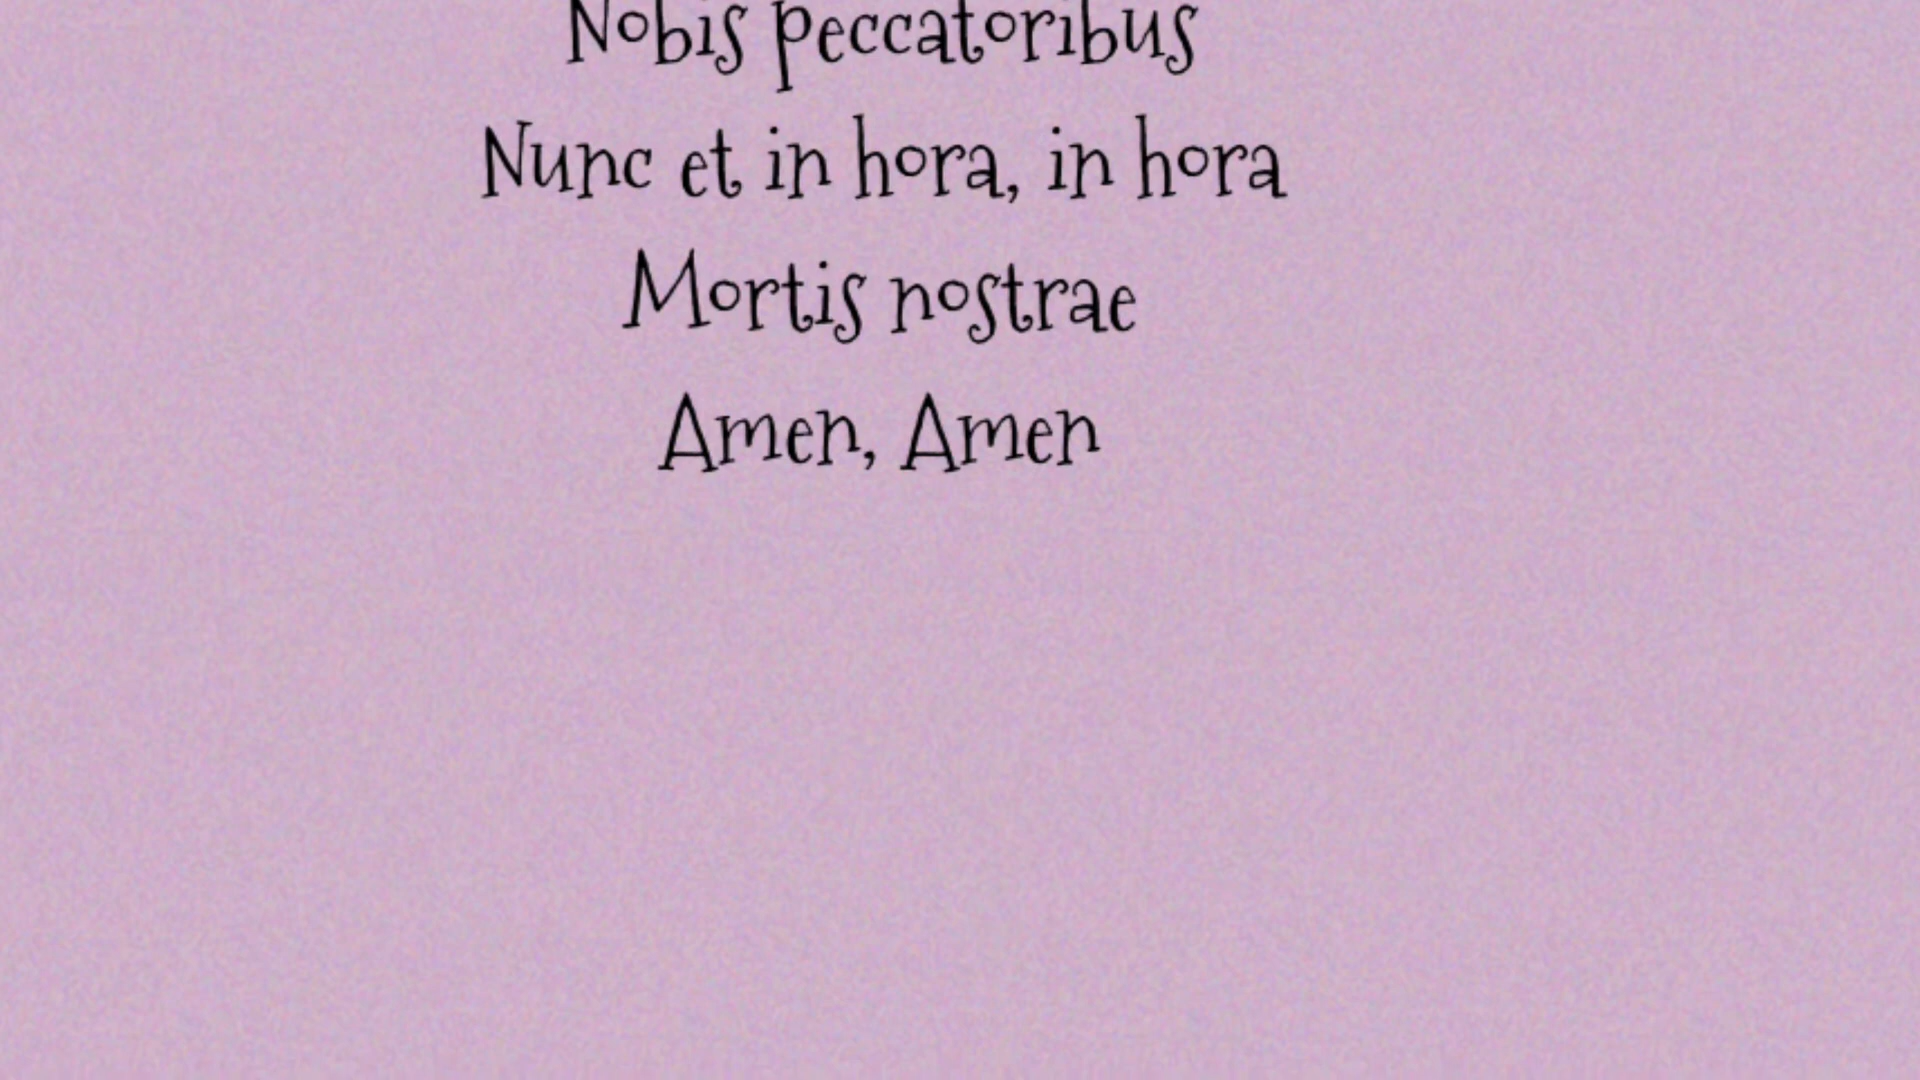 Nobis peccatoribus
Nunc et in hora, in hora
Mortis nostrae
Amen, Amen